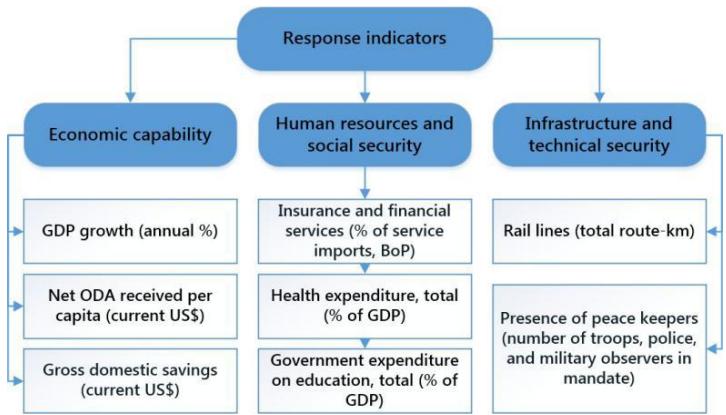 Response indicators
Economic capability
Human resources and
social security
Infrastructure and
technical security
GDP growth (annual %)
Net ODA received per
capita (current US$)
Gross domestic savings
(current US$)
Insurance and financial
services (% of service
imports, BoP)
Health expenditure, total
(% of GDP)
Government expenditure
on education, total (% of
GDP)
Rail lines (total route-km)
Presence of peace keepers
(number of troops, police,
and military observers in
mandate)